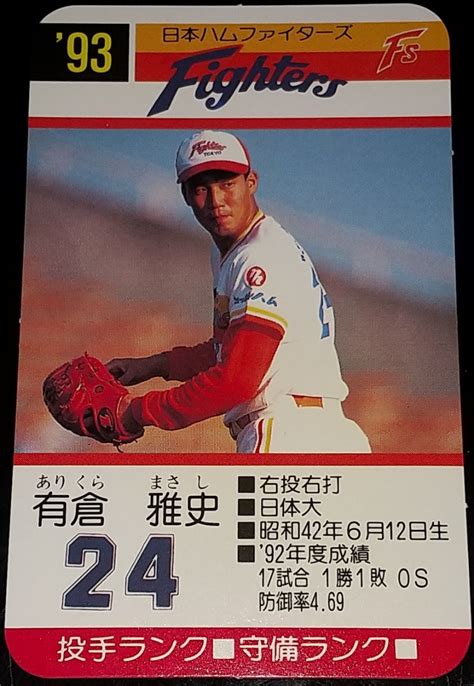 '93
日本ハムファイターズ
Fighters
FS
Fighters
TOKYO
ありくら まさし
有倉 雅史
24
■右投右打
■日体大
■昭和42年6月12日生
■'92年度成績
17試合 1勝1敗 0S
防御率4.69
投手ランク■守備ランク■